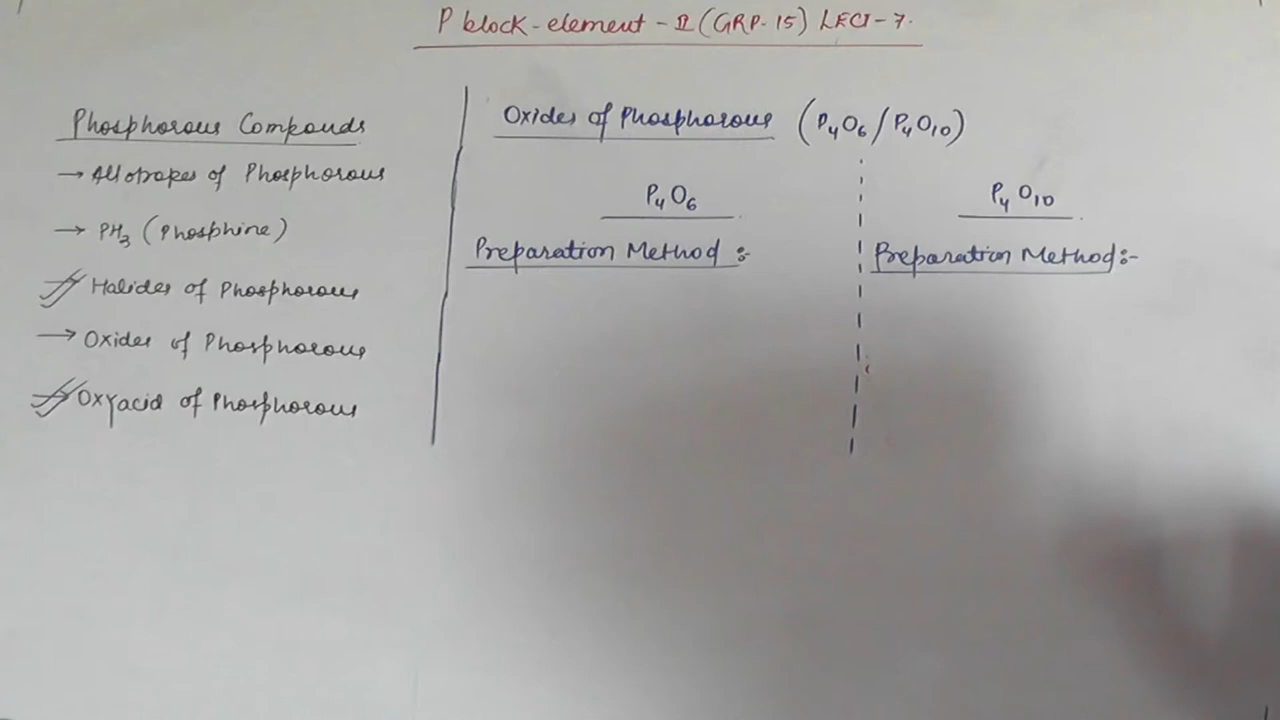 P block-element-II (GRP-15) LECT-7.
Phosphorous Compouds
→ Allotropes of Phosphorous
→ PH₃ (Phosphine)
Halides of Phosphorous
→ Oxides of Phosphorous
Oxyacid of Phosphorous
Oxides of Phosphorous (P₄O₆/P₄O₁₀)
P₄O₆
Preparation Method :-
P₄O₁₀
Preparation Method:-